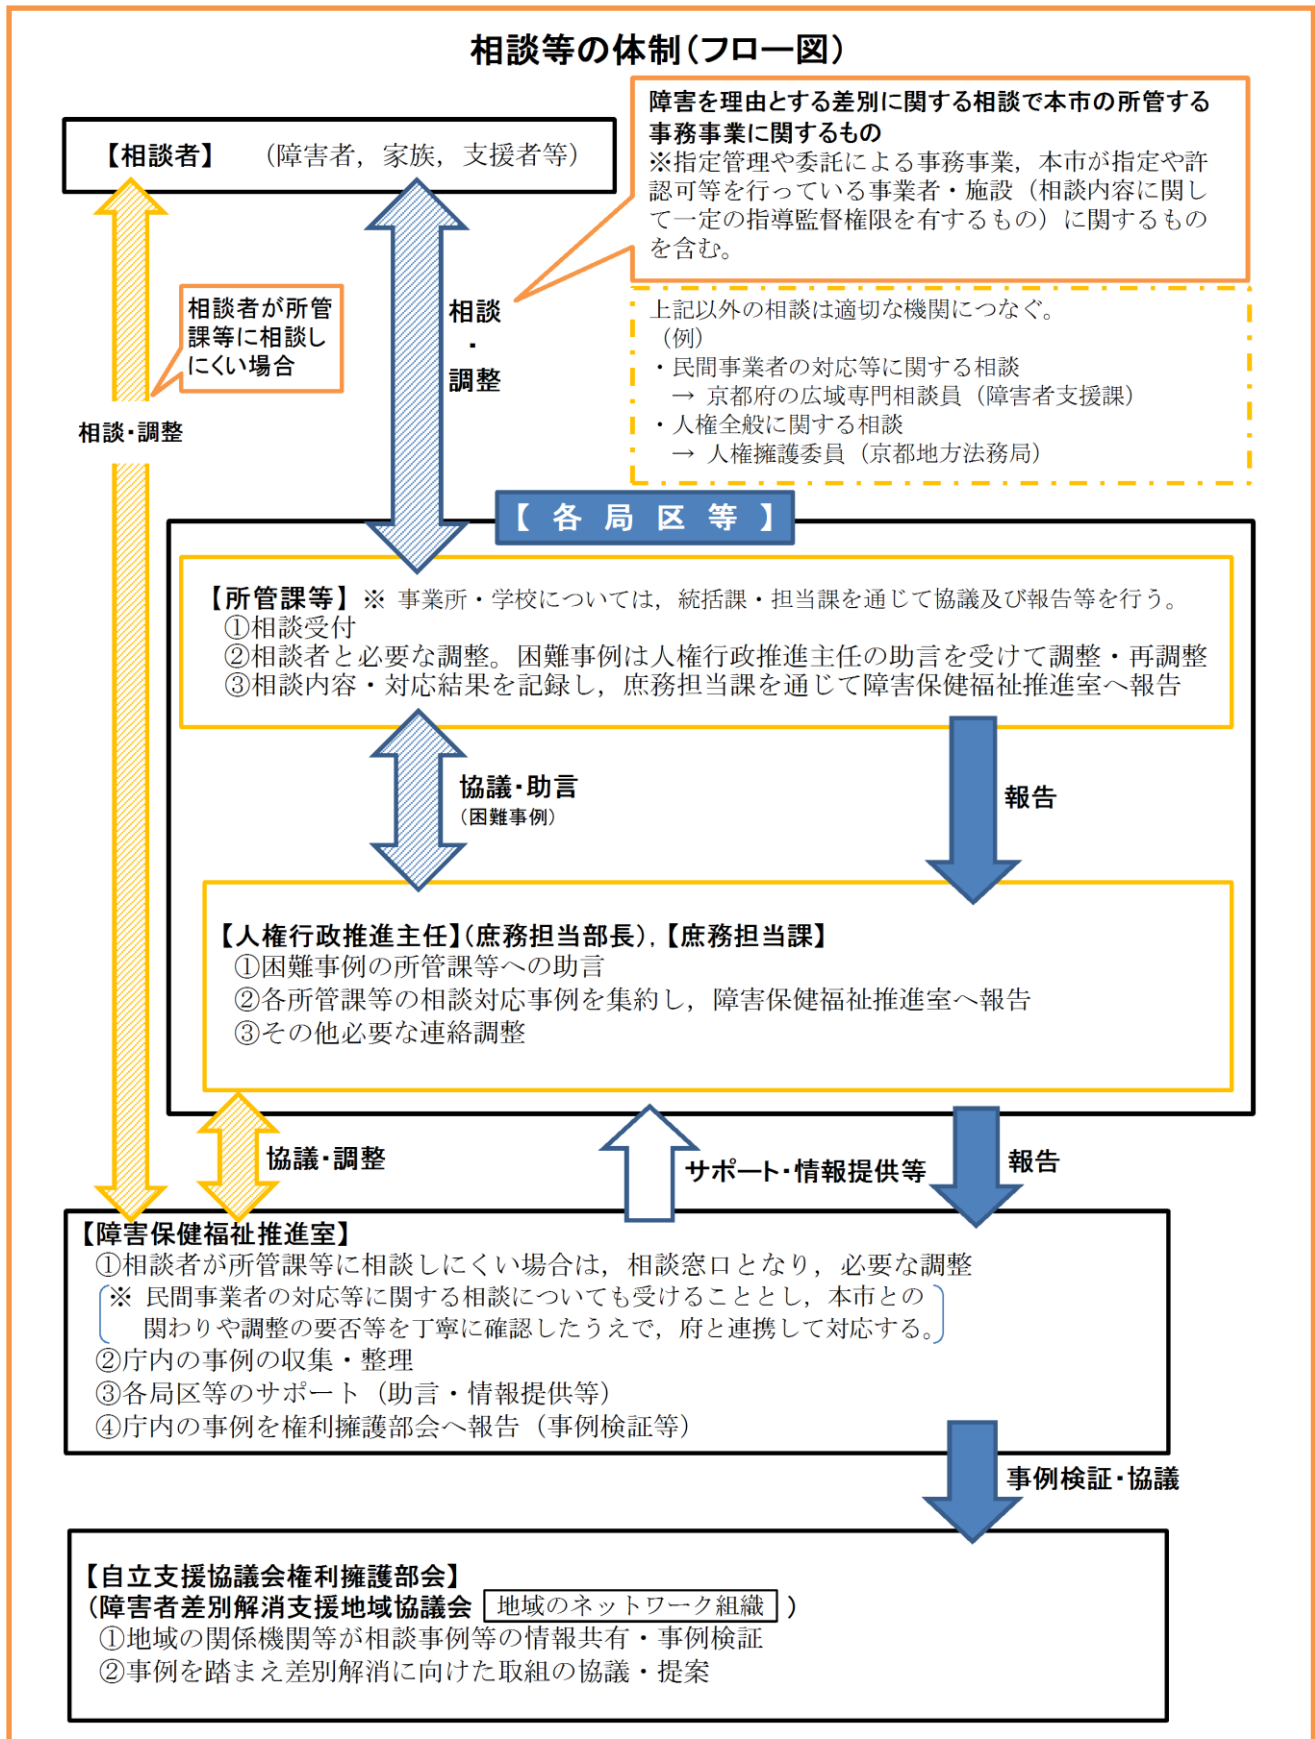 相談等の体制(フロー図)
【相談者】 (障害者，家族，支援者等)
障害を理由とする差別に関する相談で本市の所管する
事務事業に関するもの
※指定管理や委託による事務事業，本市が指定や許
認可等を行っている事業者・施設（相談内容に関して
一定の指導監督権限を有するもの）に関するもの
を含む。
相談者が所管
課等に相談し
にくい場合
相談
・
調整
相談・調整
上記以外の相談は適切な機関につなぐ。
（例）
・民間事業者の対応等に関する相談
→ 京都府の広域専門相談員（障害者支援課）
・人権全般に関する相談
→ 人権擁護委員（京都地方法務局）
【 各 局 区 等 】
【所管課等】※ 事業所・学校については，統括課・担当課を通じて協議及び報告等を行う。
①相談受付
②相談者と必要な調整。困難事例は人権行政推進主任の助言を受けて調整・再調整
③相談内容・対応結果を記録し，庶務担当課を通じて障害保健福祉推進室へ報告
協議・助言
(困難事例)
報告
【人権行政推進主任】(庶務担当部長)，【庶務担当課】
①困難事例の所管課等への助言
②各所管課等の相談対応事例を集約し，障害保健福祉推進室へ報告
③その他必要な連絡調整
協議・調整
サポート・情報提供等
報告
【障害保健福祉推進室】
①相談者が所管課等に相談しにくい場合は，相談窓口となり，必要な調整
※ 民間事業者の対応等に関する相談についても受けることとし，本市との
関わりや調整の要否等を丁寧に確認したうえで，府と連携して対応する。
②庁内の事例の収集・整理
③各局区等のサポート（助言・情報提供等）
④庁内の事例を権利擁護部会へ報告（事例検証等）
事例検証・協議
【自立支援協議会権利擁護部会】
(障害者差別解消支援地域協議会 地域のネットワーク組織 )
①地域の関係機関等が相談事例等の情報共有・事例検証
②事例を踏まえ差別解消に向けた取組の協議・提案